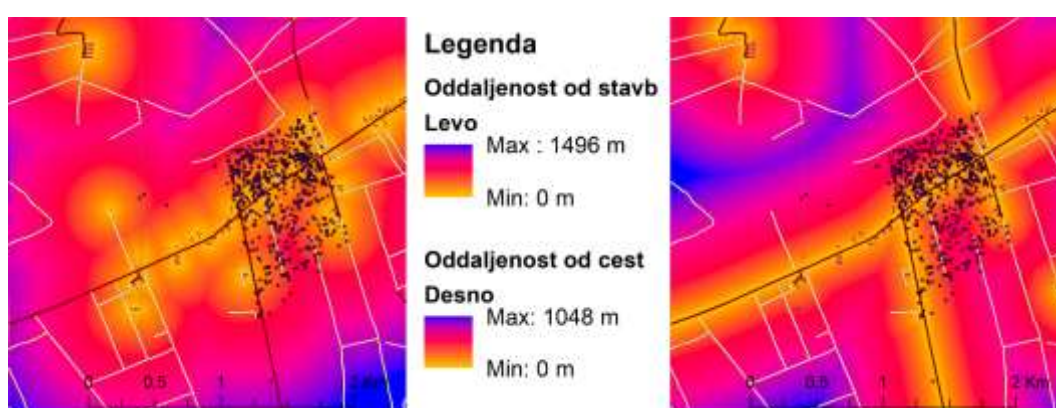 Legenda
Oddaljenost od stavb
Levo
Max : 1496 m
Min: 0 m
Oddaljenost od cest
Desno
Max: 1048 m
Min: 0 m
0 0.5 1 2 Km
0 0.5 1 2 Km